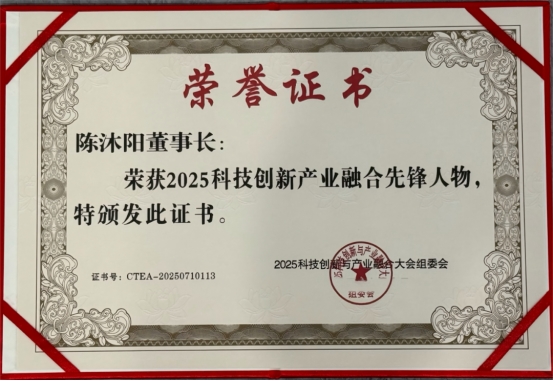 荣誉证书
陈沐阳董事长：
荣获2025科技创新产业融合先锋人物，
特颁发此证书。
2025科技创新与产业融合大会组委会
证书号：CTEA-20250710113
组委会